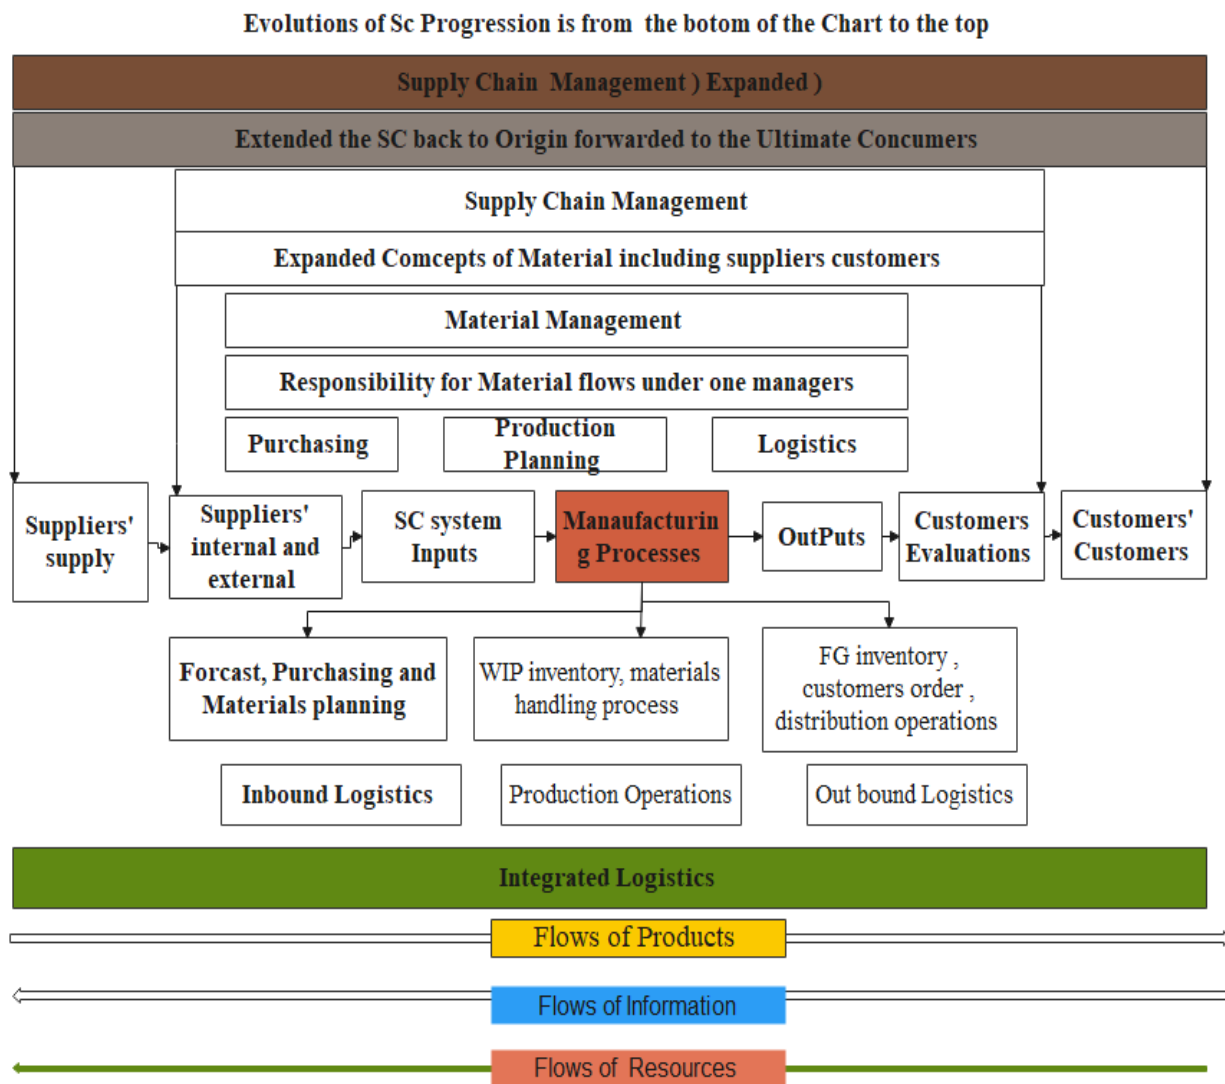 Evolutions of Sc Progression is from the botom of the Chart to the top
Supply Chain Management ) Expanded )
Extended the SC back to Origin forwarded to the Ultimate Concumers
Supply Chain Management
Expanded Comcepts of Material including suppliers customers
Material Management
Responsibility for Material flows under one managers
Purchasing
Production
Planning
Logistics
Suppliers'
supply
Suppliers'
internal and
external
SC system
Inputs
Manaufacturin
g Processes
OutPuts
Customers
Evaluations
Customers'
Customers
Forcast, Purchasing and
Materials planning
WIP inventory, materials
handling process
FG inventory ,
customers order ,
distribution operations
Inbound Logistics
Production Operations
Out bound Logistics
Integrated Logistics
Flows of Products
Flows of Information
Flows of Resources